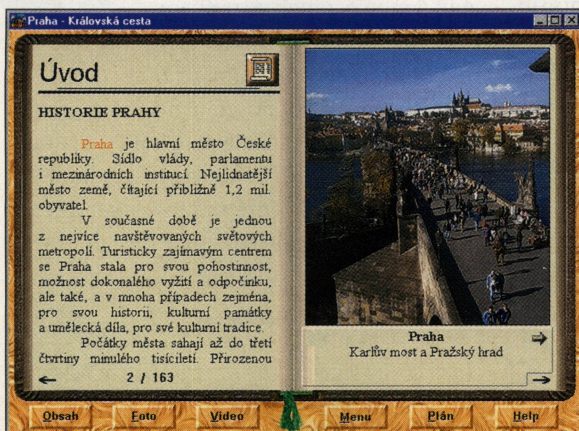 Praha - Královská cesta
Úvod
HISTORIE PRAHY
Praha je hlavní město České
republiky. Sídlo vlády, parlamentu
i mezinárodních institucí. Nejlidnatější
město země, čítající přibližně 1,2 mil.
obyvatel.
V současné době je jednou
z nejvíce navštěvovaných světových
metropolí. Turisticky zajímavým centrem
se Praha stala pro svou pohostinnost,
možnost dokonalého vyžití a odpočinku,
ale také, a v mnoha případech zejména,
pro svou historii, kulturní památky
a umělecká díla, pro své kulturní tradice.
Počátky města sahají až do třetí
čtvrtiny minulého tisíciletí. Přirozenou
2 / 163
Praha
Karlův most a Pražský hrad
Obsah
Foto
Video
Menu
Plán
Help